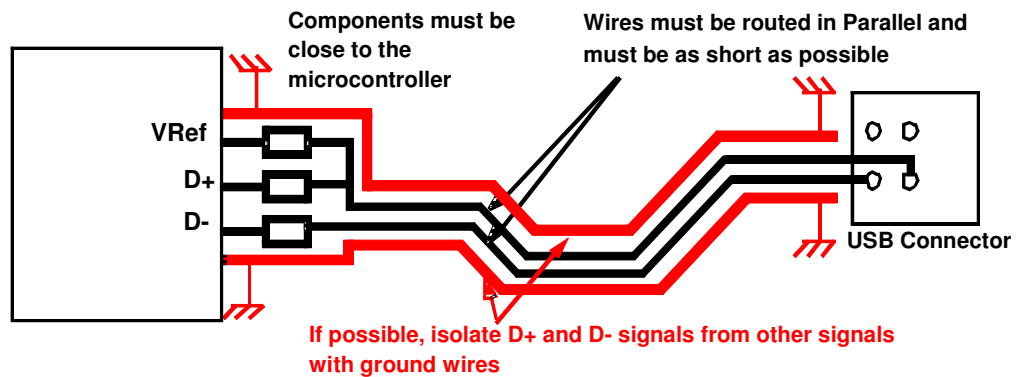 Components must be
close to the
microcontroller
Wires must be routed in Parallel and
must be as short as possible
VRef
D+
D-
USB Connector
If possible, isolate D+ and D- signals from other signals
with ground wires